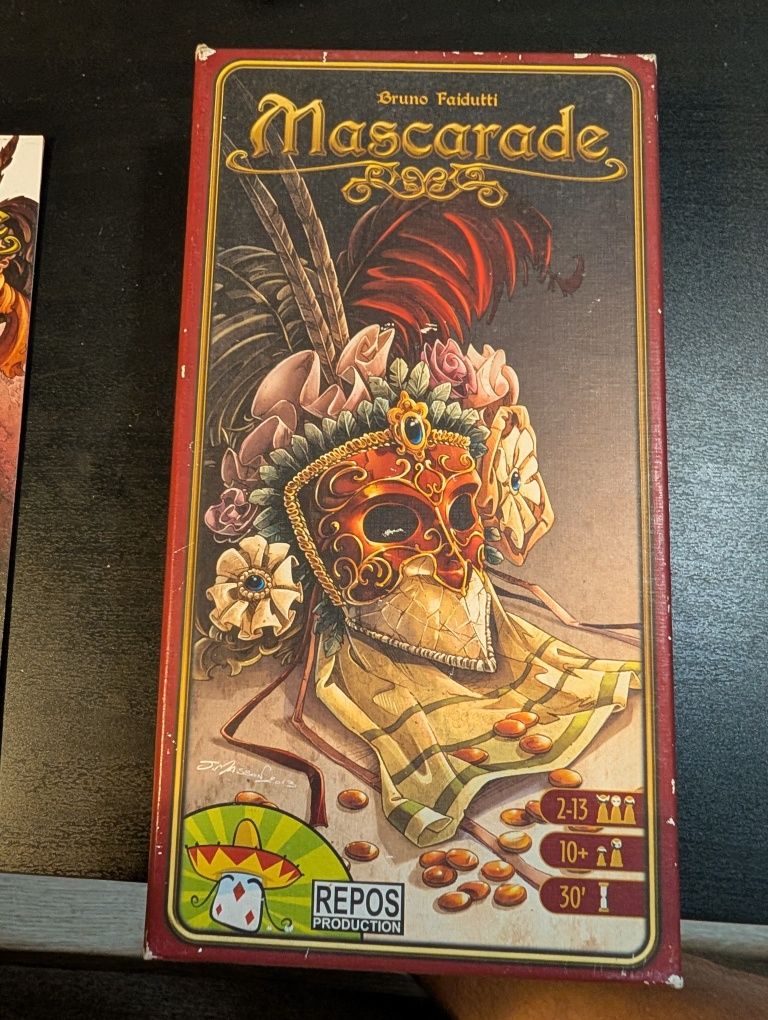 Bruno Faidutti
Mascarade
2-13
10+
30'
REPOS
PRODUCTION